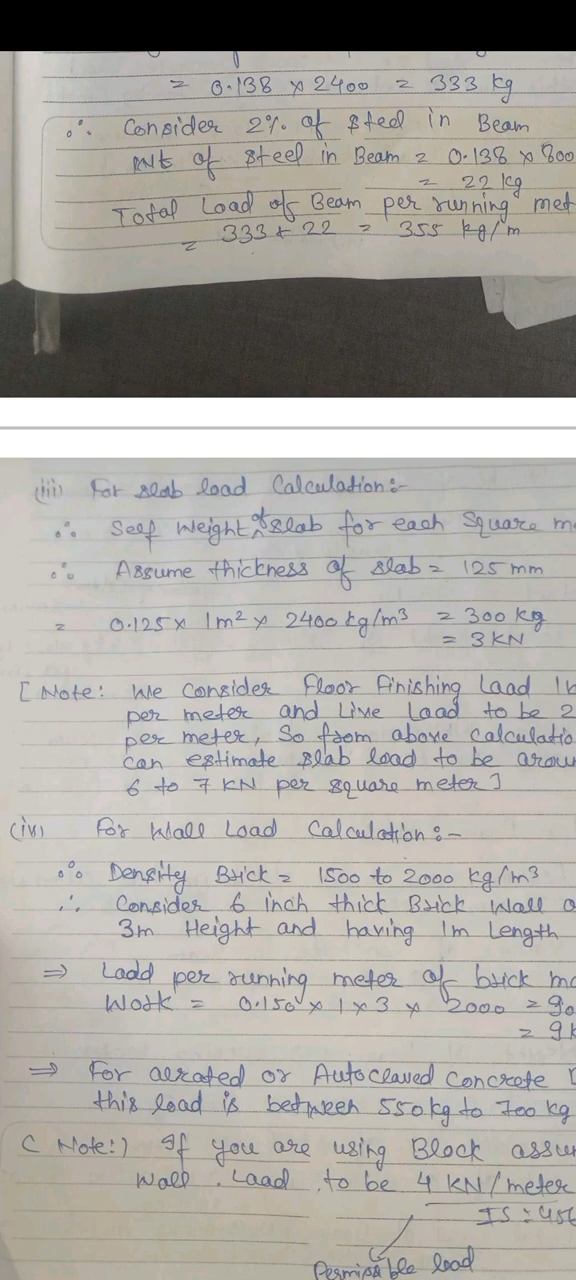 = 0.138 × 2400 = 333 kg
∴ Consider 2% of steel in Beam
Wt of steel in Beam = 0.138 × 800
= 22 kg
Total Load of Beam per running met
= 333 + 22 = 355 kg/m
(iii) For slab load Calculation:-
∴ Self Weight of slab for each Square m
∴ Assume thickness of slab = 125 mm
= 0.125 × 1m² × 2400 kg/m³ = 300 kg
= 3 KN
[Note: We consider Floor Finishing Load 1k
per meter and Live Load to be 2
per meter, So from above calculatio
can estimate slab load to be arou
6 to 7 KN per square meter]
(iv) For Wall Load Calculation:-
∴ Density Brick = 1500 to 2000 kg/m³
∴ Consider 6 inch thick Brick Wall o
3m Height and having 1m Length
⇒ Ladd per running meter of brick ma
Work = 0.150 × 1 × 3 × 2000 = 90
= 9 k
⇒ For aerated or Autoclaved Concrete
this load is between 550 kg to 700 kg
(Note:) If you are using Block assu
Wall Load to be 4 KN/meter
IS:456
Permissible load